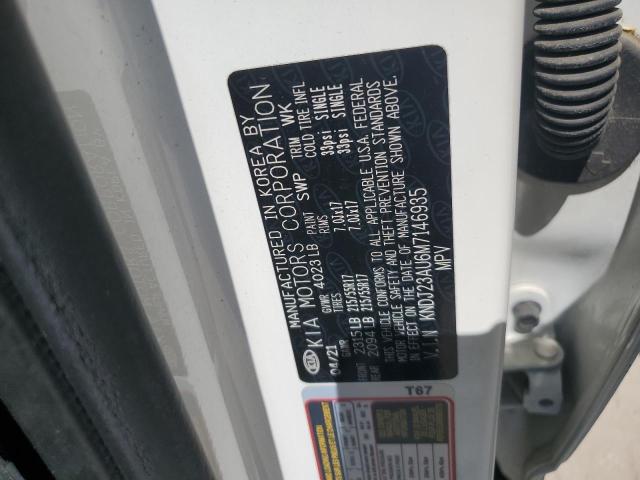 MANUFACTURED IN KOREA BY
KIA KIA MOTORS CORPORATION
04/21 GVWR 4023 LB PAINT SWP TRIM WK
GAWR TIRES RIMS COLD TIRE INFL
FRONT 2315 LB 215/55R17 7.0Jx17 33psi SINGLE
REAR 2094 LB 215/55R17 7.0Jx17 33psi SINGLE
THIS VEHICLE CONFORMS TO ALL APPLICABLE U.S.A. FEDERAL
MOTOR VEHICLE SAFETY AND THEFT PREVENTION STANDARDS
IN EFFECT ON THE DATE OF MANUFACTURE SHOWN ABOVE.
V.I.N KNDJ23AU6M7146935
MPV
T67